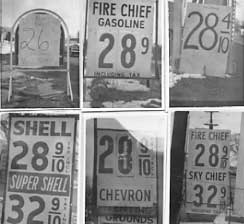 26
FIRE CHIEF
GASOLINE
28 9
INCLUDING TAX
28 4/10
SHELL
28 9/10
SUPER SHELL
32 9/10
28 9/10
CHEVRON
GROUNDS
FIRE CHIEF
28 9/10
SKY CHIEF
32 9